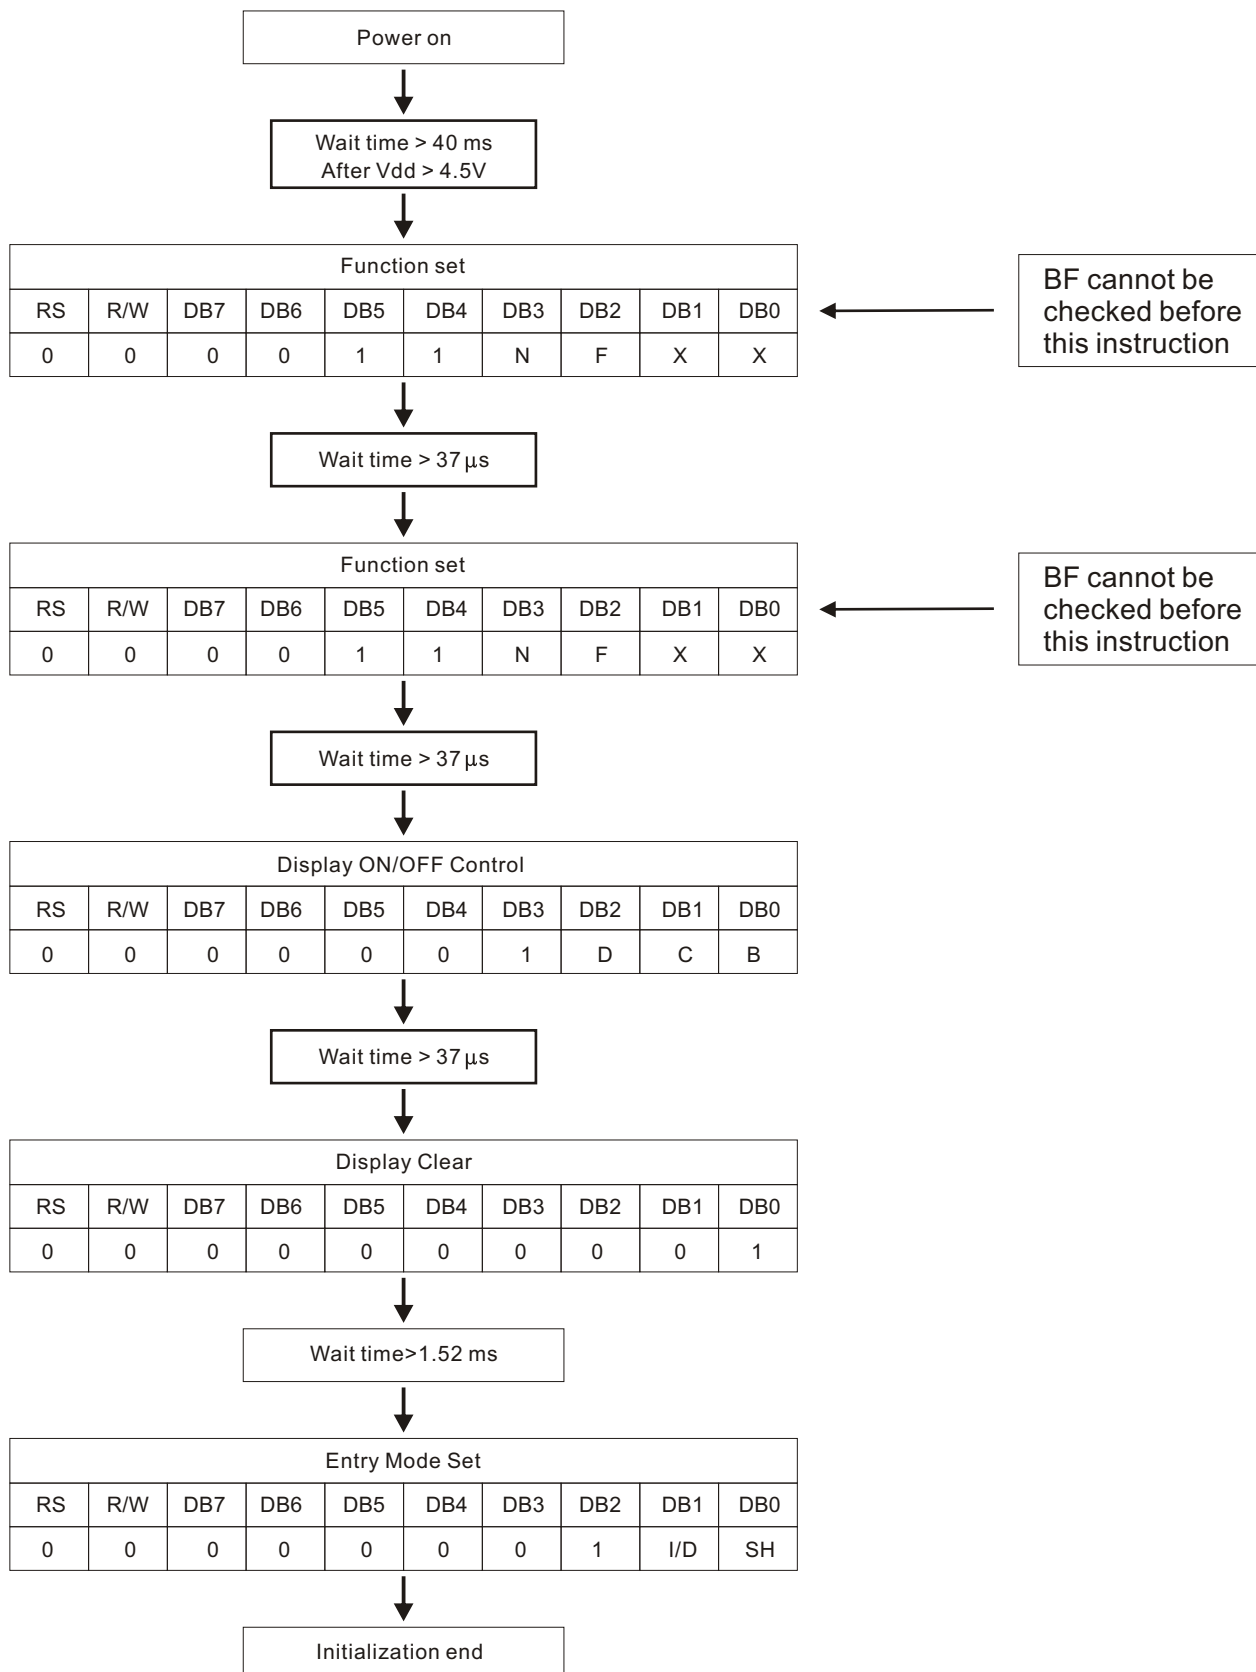 Power on
Wait time > 40 ms
After Vdd > 4.5V
Function set
RS R/W DB7 DB6 DB5 DB4 DB3 DB2 DB1 DB0
0 0 0 0 1 1 N F X X
BF cannot be
checked before
this instruction
Wait time > 37 μs
Function set
RS R/W DB7 DB6 DB5 DB4 DB3 DB2 DB1 DB0
0 0 0 0 1 1 N F X X
BF cannot be
checked before
this instruction
Wait time > 37 μs
Display ON/OFF Control
RS R/W DB7 DB6 DB5 DB4 DB3 DB2 DB1 DB0
0 0 0 0 0 0 1 D C B
Wait time > 37 μs
Display Clear
RS R/W DB7 DB6 DB5 DB4 DB3 DB2 DB1 DB0
0 0 0 0 0 0 0 0 0 1
Wait time>1.52 ms
Entry Mode Set
RS R/W DB7 DB6 DB5 DB4 DB3 DB2 DB1 DB0
0 0 0 0 0 0 0 1 I/D SH
Initialization end